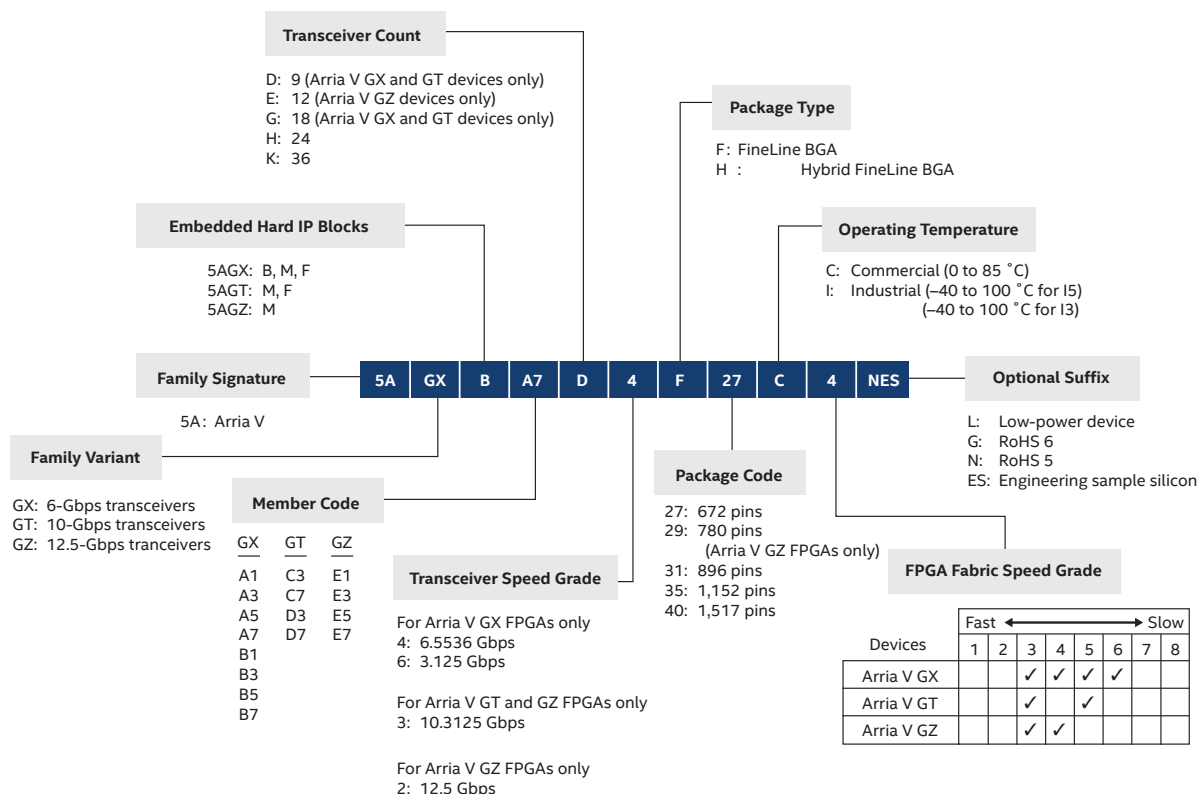 Transceiver Count
D: 9 (Arria V GX and GT devices only)
E: 12 (Arria V GZ devices only)
G: 18 (Arria V GX and GT devices only)
H: 24
K: 36
Package Type
F: FineLine BGA
H : Hybrid FineLine BGA
Embedded Hard IP Blocks
5AGX: B, M, F
5AGT: M, F
5AGZ: M
Operating Temperature
C: Commercial (0 to 85 ˚C)
I: Industrial (–40 to 100 ˚C for I5)
(–40 to 100 ˚C for I3)
Family Signature
5A: Arria V
5A GX B A7 D 4 F 27 C 4 NES
Optional Suffix
L: Low-power device
G: RoHS 6
N: RoHS 5
ES: Engineering sample silicon
Family Variant
GX: 6-Gbps transceivers
GT: 10-Gbps transceivers
GZ: 12.5-Gbps tranceivers
Member Code
GX GT GZ
A1 C3 E1
A3 C7 E3
A5 D3 E5
A7 D7 E7
B1
B3
B5
B7
Transceiver Speed Grade
For Arria V GX FPGAs only
4: 6.5536 Gbps
6: 3.125 Gbps
For Arria V GT and GZ FPGAs only
3: 10.3125 Gbps
For Arria V GZ FPGAs only
2: 12.5 Gbps
Package Code
27: 672 pins
29: 780 pins
(Arria V GZ FPGAs only)
31: 896 pins
35: 1,152 pins
40: 1,517 pins
FPGA Fabric Speed Grade
Fast Slow
Devices 1 2 3 4 5 6 7 8
Arria V GX ✓ ✓ ✓ ✓
Arria V GT ✓ ✓
Arria V GZ ✓ ✓